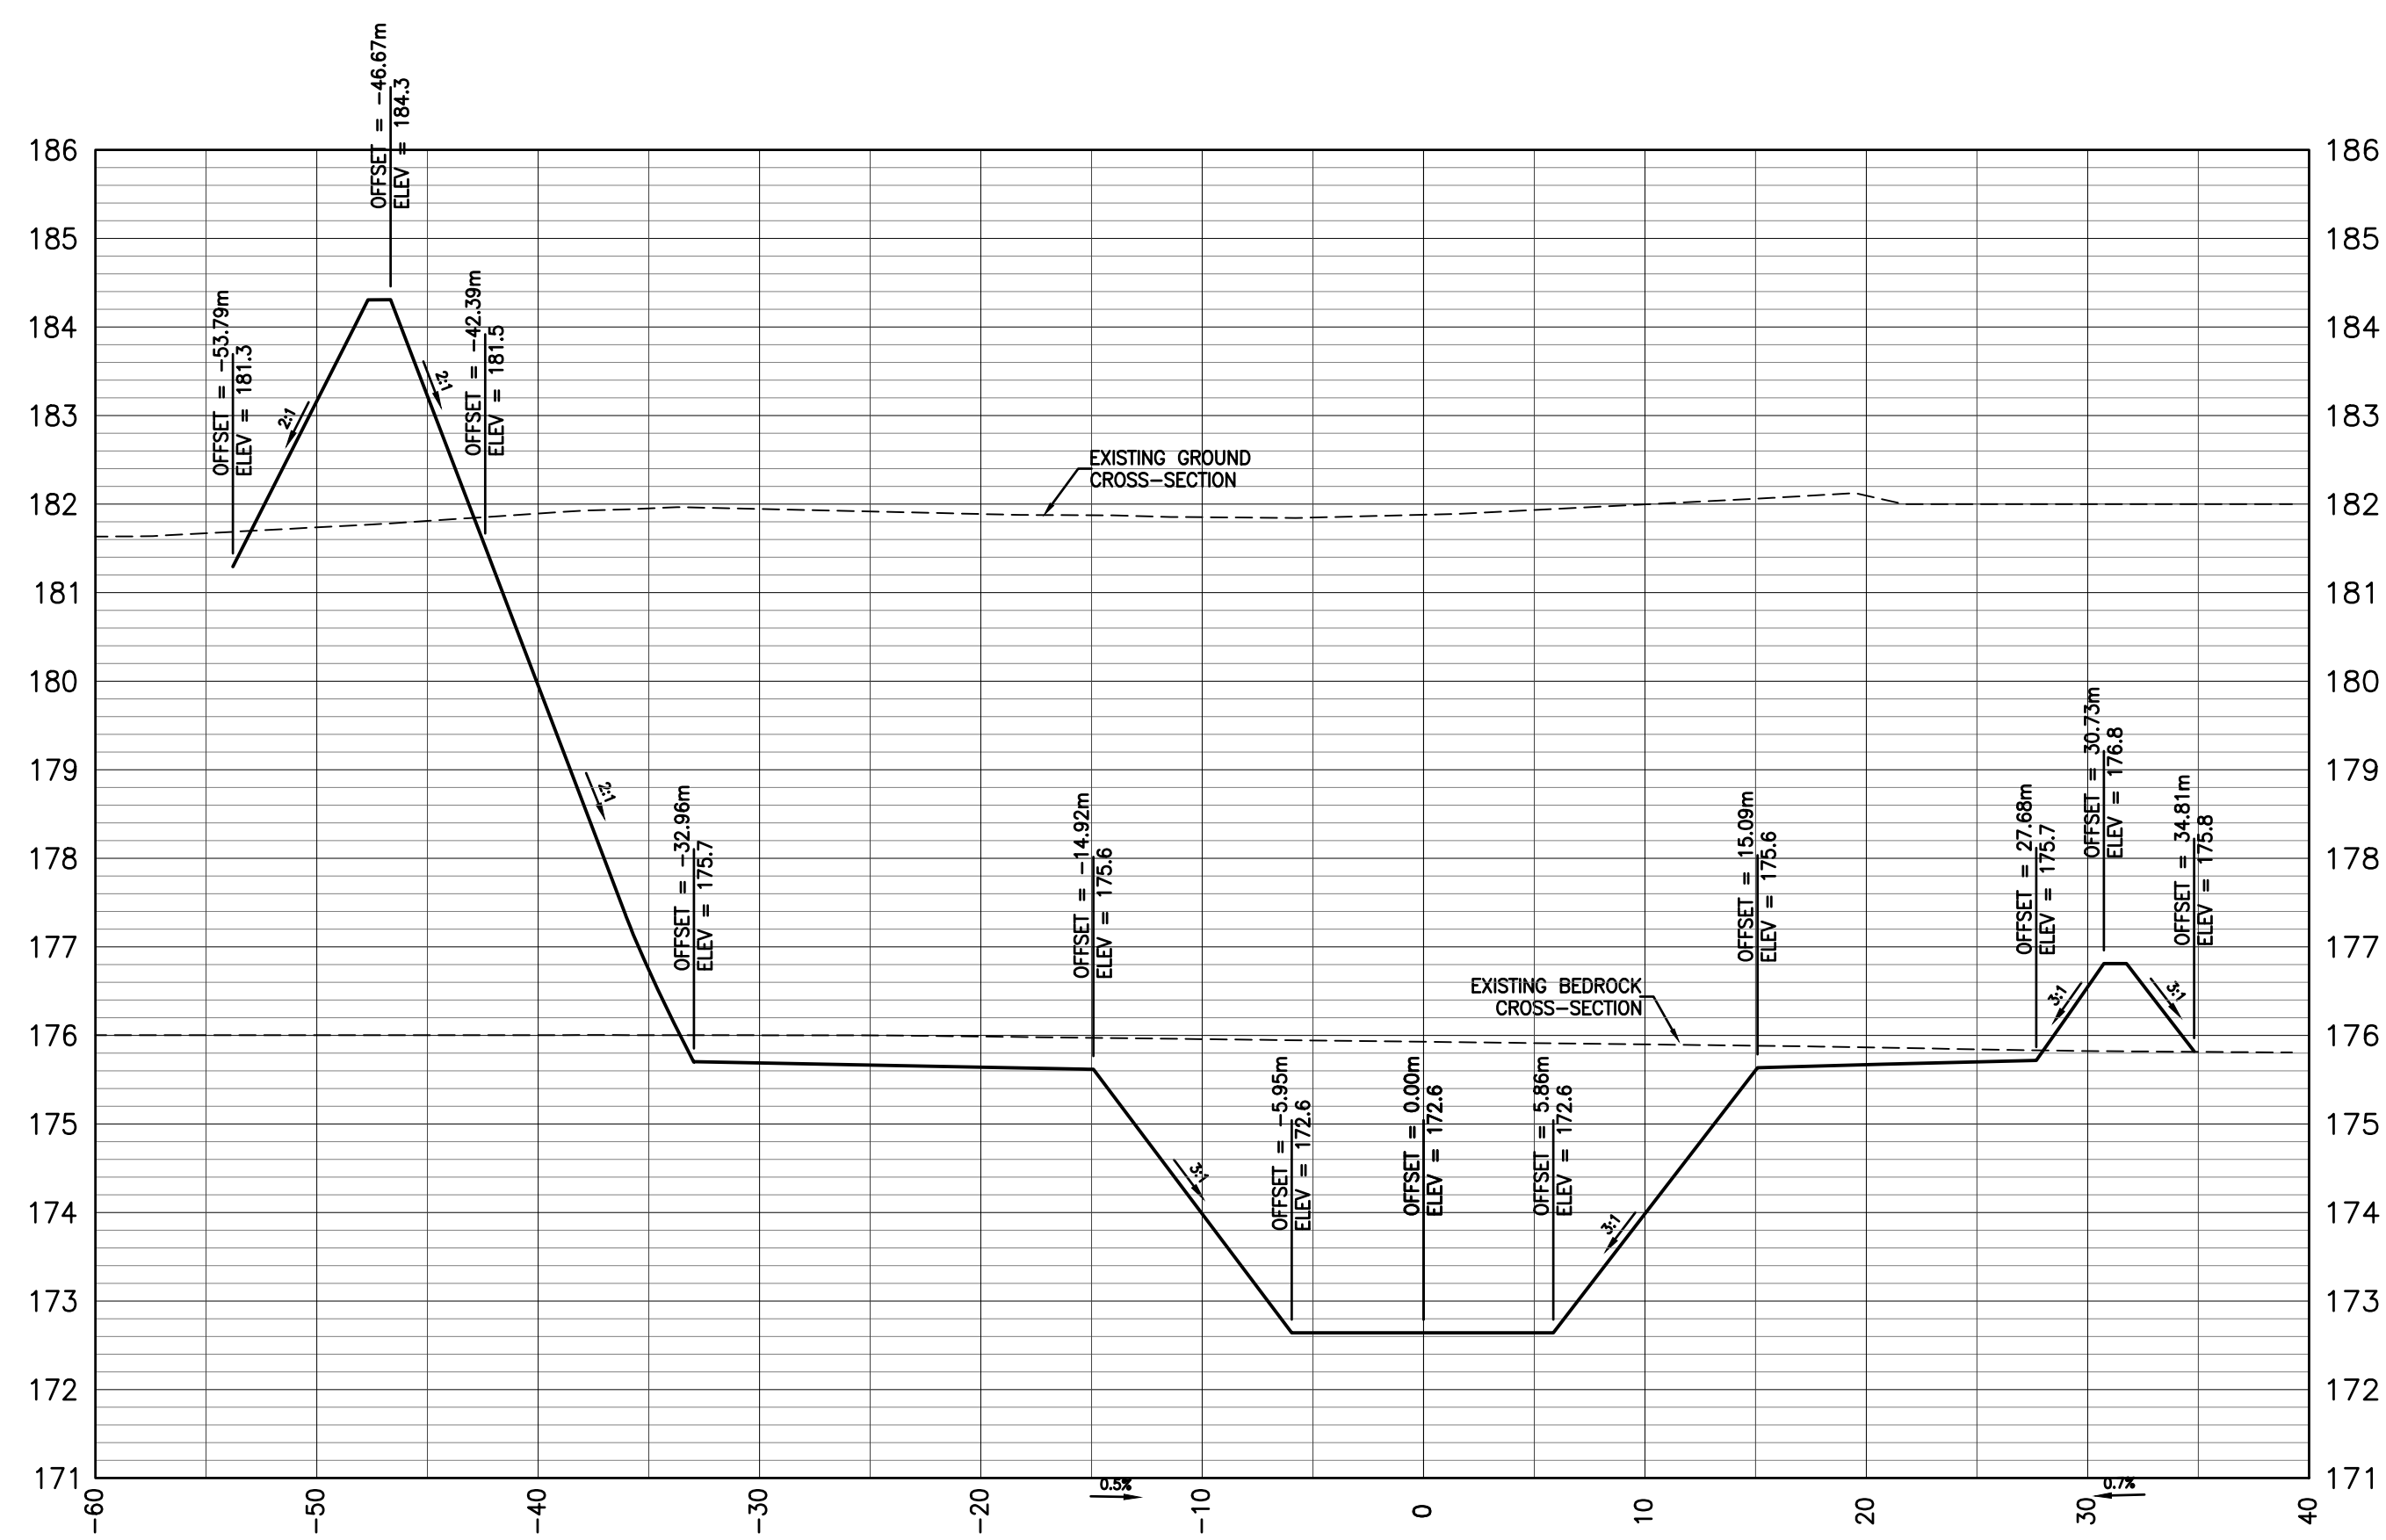 OFFSET = -46.67m
ELEV = 184.3
OFFSET = -53.79m
ELEV = 181.3
OFFSET = -42.39m
ELEV = 181.5
2:1
2:1
2:1
EXISTING GROUND
CROSS-SECTION
OFFSET = -32.96m
ELEV = 175.7
OFFSET = -14.92m
ELEV = 175.6
OFFSET = -5.95m
ELEV = 172.6
OFFSET = 0.00m
ELEV = 172.6
OFFSET = 5.86m
ELEV = 172.6
EXISTING BEDROCK
CROSS-SECTION
OFFSET = 15.09m
ELEV = 175.6
OFFSET = 27.68m
ELEV = 175.7
OFFSET = 30.73m
ELEV = 176.8
OFFSET = 34.81m
ELEV = 175.8
3:1
3:1
3:1
3:1
186
185
184
183
182
181
180
179
178
177
176
175
174
173
172
171
186
185
184
183
182
181
180
179
178
177
176
175
174
173
172
171
0.5%
0.7%
-60
-50
-40
-30
-20
-10
0
10
20
30
40